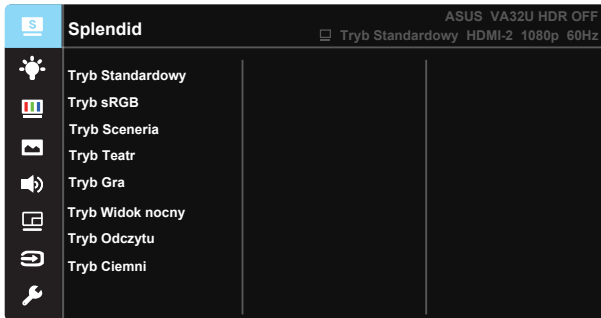 S
Splendid
ASUS VA32U HDR OFF
Tryb Standardowy HDMI-2 1080p 60Hz
Tryb Standardowy
Tryb sRGB
Tryb Sceneria
Tryb Teatr
Tryb Gra
Tryb Widok nocny
Tryb Odczytu
Tryb Ciemni